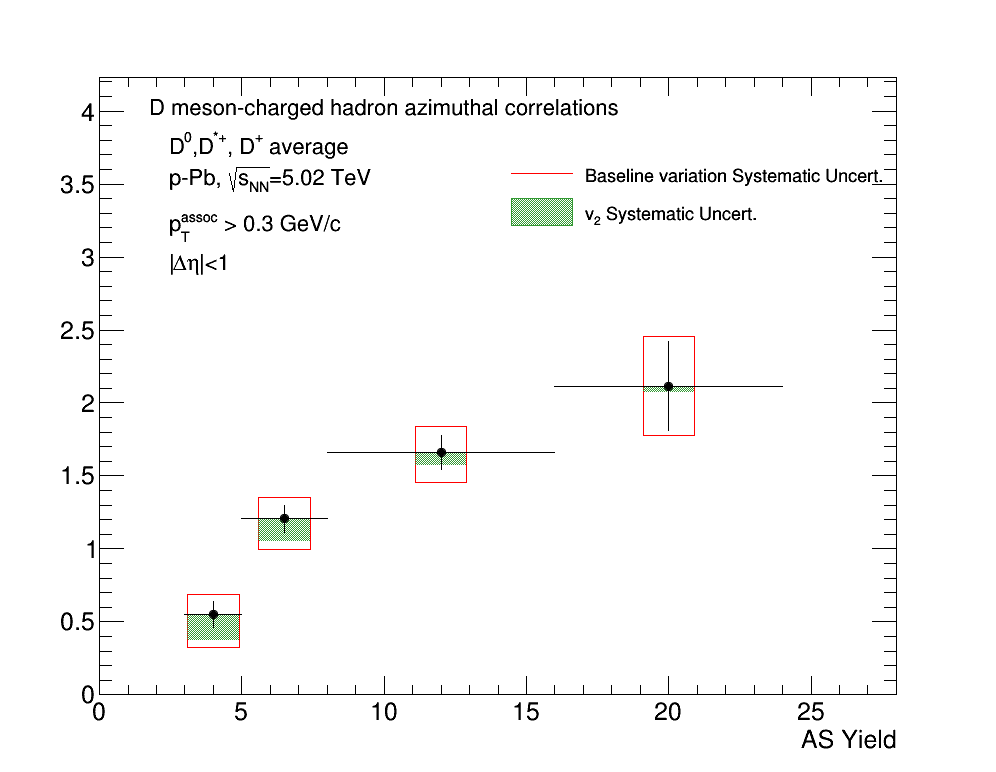 D meson-charged hadron azimuthal correlations
D⁰,D*⁺, D⁺ average
p-Pb, √sNN=5.02 TeV
pTassoc > 0.3 GeV/c
|Δη|<1
Baseline variation Systematic Uncert.
v₂ Systematic Uncert.
4
3.5
3
2.5
2
1.5
1
0.5
0
0 5 10 15 20 25
AS Yield